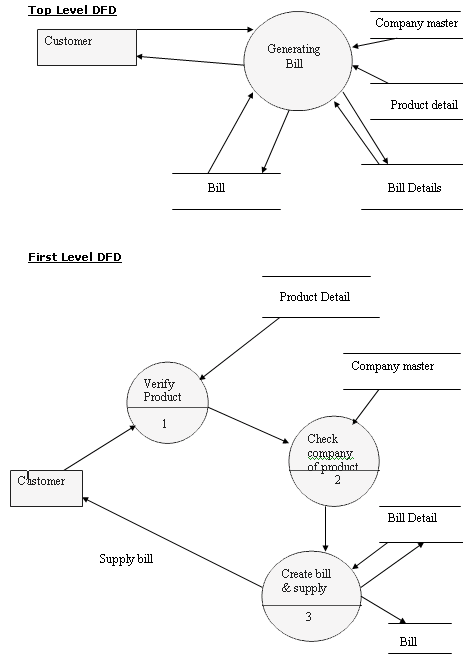 Top Level DFD
Company master
Customer
Generating
Bill
Product detail
Bill
Bill Details
First Level DFD
Product Detail
Company master
Verify
Product
1
Check
company
of product
2
Customer
Bill Detail
Supply bill
Create bill
& supply
3
Bill